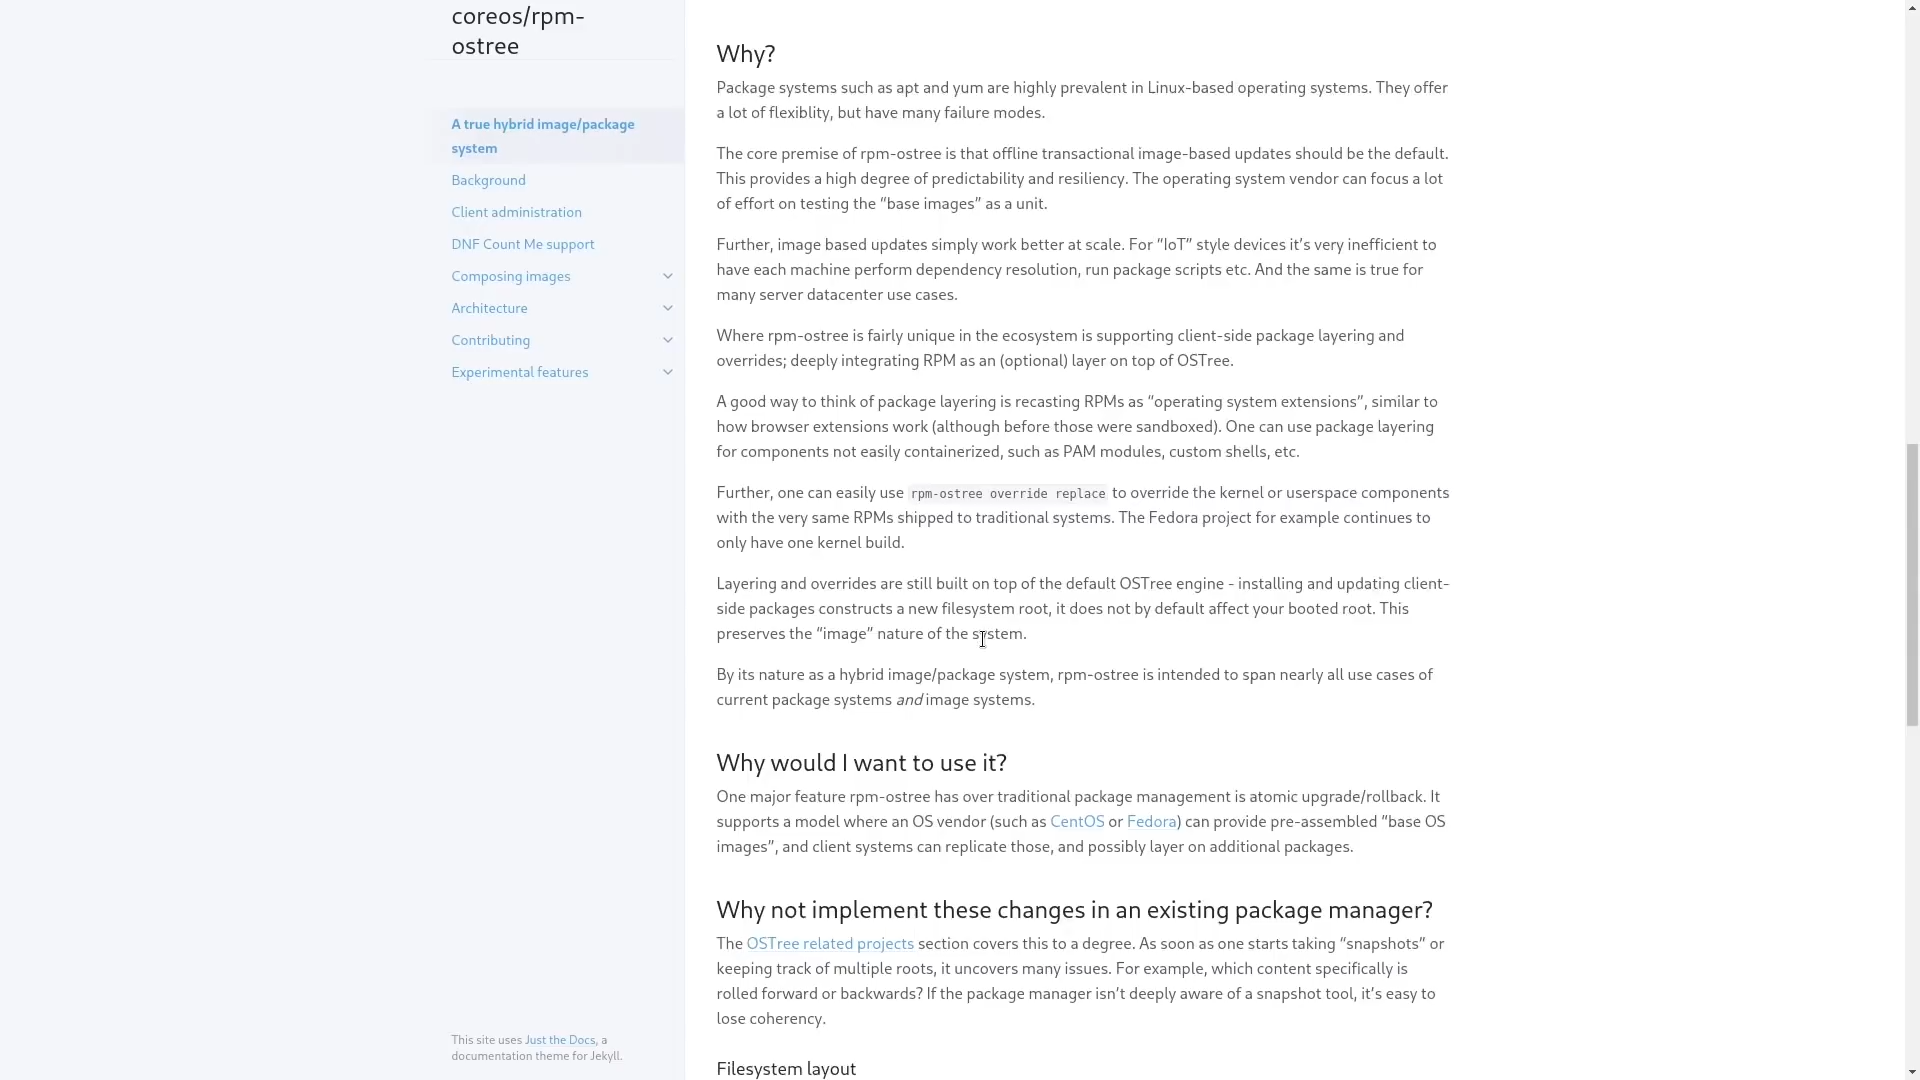 coreos/rpm-
ostree
A true hybrid image/package
system
Background
Client administration
DNF Count Me support
Composing images
Architecture
Contributing
Experimental features
This site uses Just the Docs, a
documentation theme for Jekyll.
Why?
Package systems such as apt and yum are highly prevalent in Linux-based operating systems. They offer
a lot of flexiblity, but have many failure modes.
The core premise of rpm-ostree is that offline transactional image-based updates should be the default.
This provides a high degree of predictability and resiliency. The operating system vendor can focus a lot
of effort on testing the “base images” as a unit.
Further, image based updates simply work better at scale. For “IoT” style devices it’s very inefficient to
have each machine perform dependency resolution, run package scripts etc. And the same is true for
many server datacenter use cases.
Where rpm-ostree is fairly unique in the ecosystem is supporting client-side package layering and
overrides; deeply integrating RPM as an (optional) layer on top of OSTree.
A good way to think of package layering is recasting RPMs as “operating system extensions”, similar to
how browser extensions work (although before those were sandboxed). One can use package layering
for components not easily containerized, such as PAM modules, custom shells, etc.
Further, one can easily use rpm-ostree override replace to override the kernel or userspace components
with the very same RPMs shipped to traditional systems. The Fedora project for example continues to
only have one kernel build.
Layering and overrides are still built on top of the default OSTree engine - installing and updating client-
side packages constructs a new filesystem root, it does not by default affect your booted root. This
preserves the “image” nature of the system.
By its nature as a hybrid image/package system, rpm-ostree is intended to span nearly all use cases of
current package systems and image systems.
Why would I want to use it?
One major feature rpm-ostree has over traditional package management is atomic upgrade/rollback. It
supports a model where an OS vendor (such as CentOS or Fedora) can provide pre-assembled “base OS
images”, and client systems can replicate those, and possibly layer on additional packages.
Why not implement these changes in an existing package manager?
The OSTree related projects section covers this to a degree. As soon as one starts taking “snapshots” or
keeping track of multiple roots, it uncovers many issues. For example, which content specifically is
rolled forward or backwards? If the package manager isn’t deeply aware of a snapshot tool, it’s easy to
lose coherency.
Filesystem layout